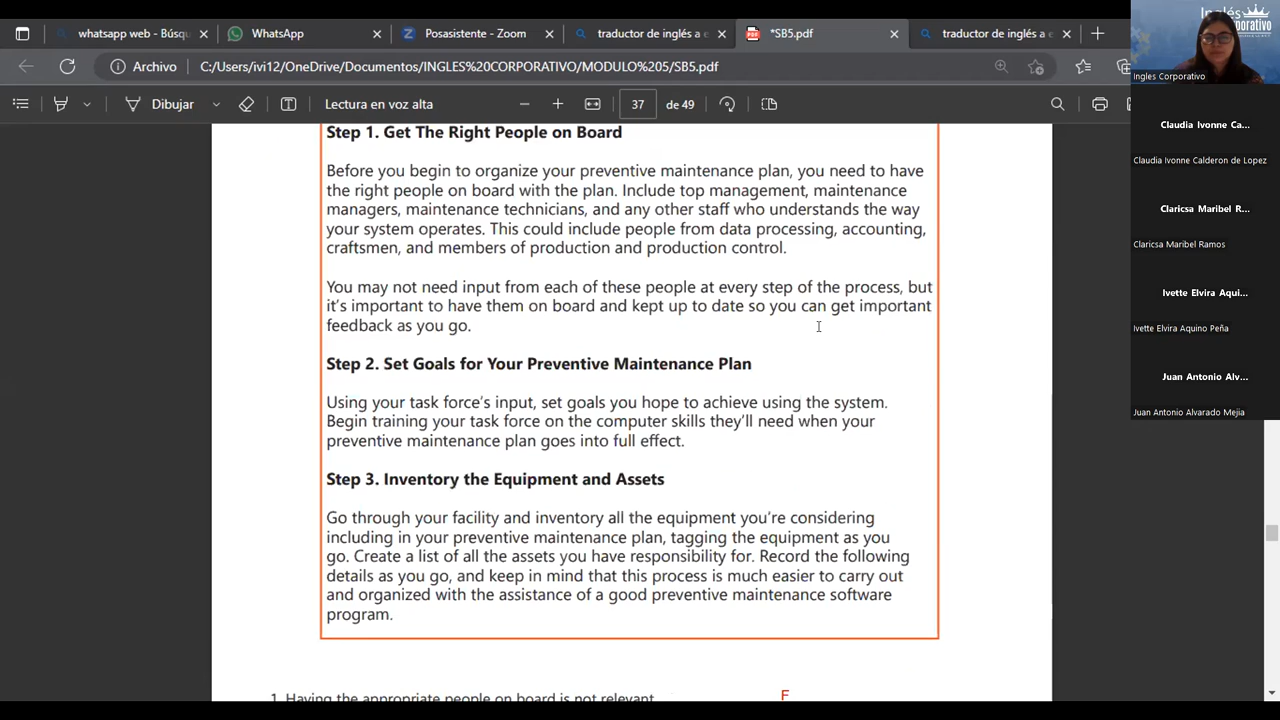 whatsapp web - Búsqu
WhatsApp
Posasistente - Zoom
traductor de inglés a e
*SB5.pdf
traductor de inglés a e
Archivo
C:/Users/ivi12/OneDrive/Documentos/INGLES%20CORPORATIVO/MODULO%205/SB5.pdf
Dibujar
Lectura en voz alta
37
de 49
Step 1. Get The Right People on Board
Before you begin to organize your preventive maintenance plan, you need to have
the right people on board with the plan. Include top management, maintenance
managers, maintenance technicians, and any other staff who understands the way
your system operates. This could include people from data processing, accounting,
craftsmen, and members of production and production control.
You may not need input from each of these people at every step of the process, but
it's important to have them on board and kept up to date so you can get important
feedback as you go.
Step 2. Set Goals for Your Preventive Maintenance Plan
Using your task force's input, set goals you hope to achieve using the system.
Begin training your task force on the computer skills they'll need when your
preventive maintenance plan goes into full effect.
Step 3. Inventory the Equipment and Assets
Go through your facility and inventory all the equipment you're considering
including in your preventive maintenance plan, tagging the equipment as you
go. Create a list of all the assets you have responsibility for. Record the following
details as you go, and keep in mind that this process is much easier to carry out
and organized with the assistance of a good preventive maintenance software
program.
1. Having the appropriate people on board is not relevant
F
Ingles Corporativo
Claudia Ivonne Ca...
Claudia Ivonne Calderon de Lopez
Claricsa Maribel R...
Claricsa Maribel Ramos
Ivette Elvira Aqui...
Ivette Elvira Aquino Peña
Juan Antonio Alv...
Juan Antonio Alvarado Mejia